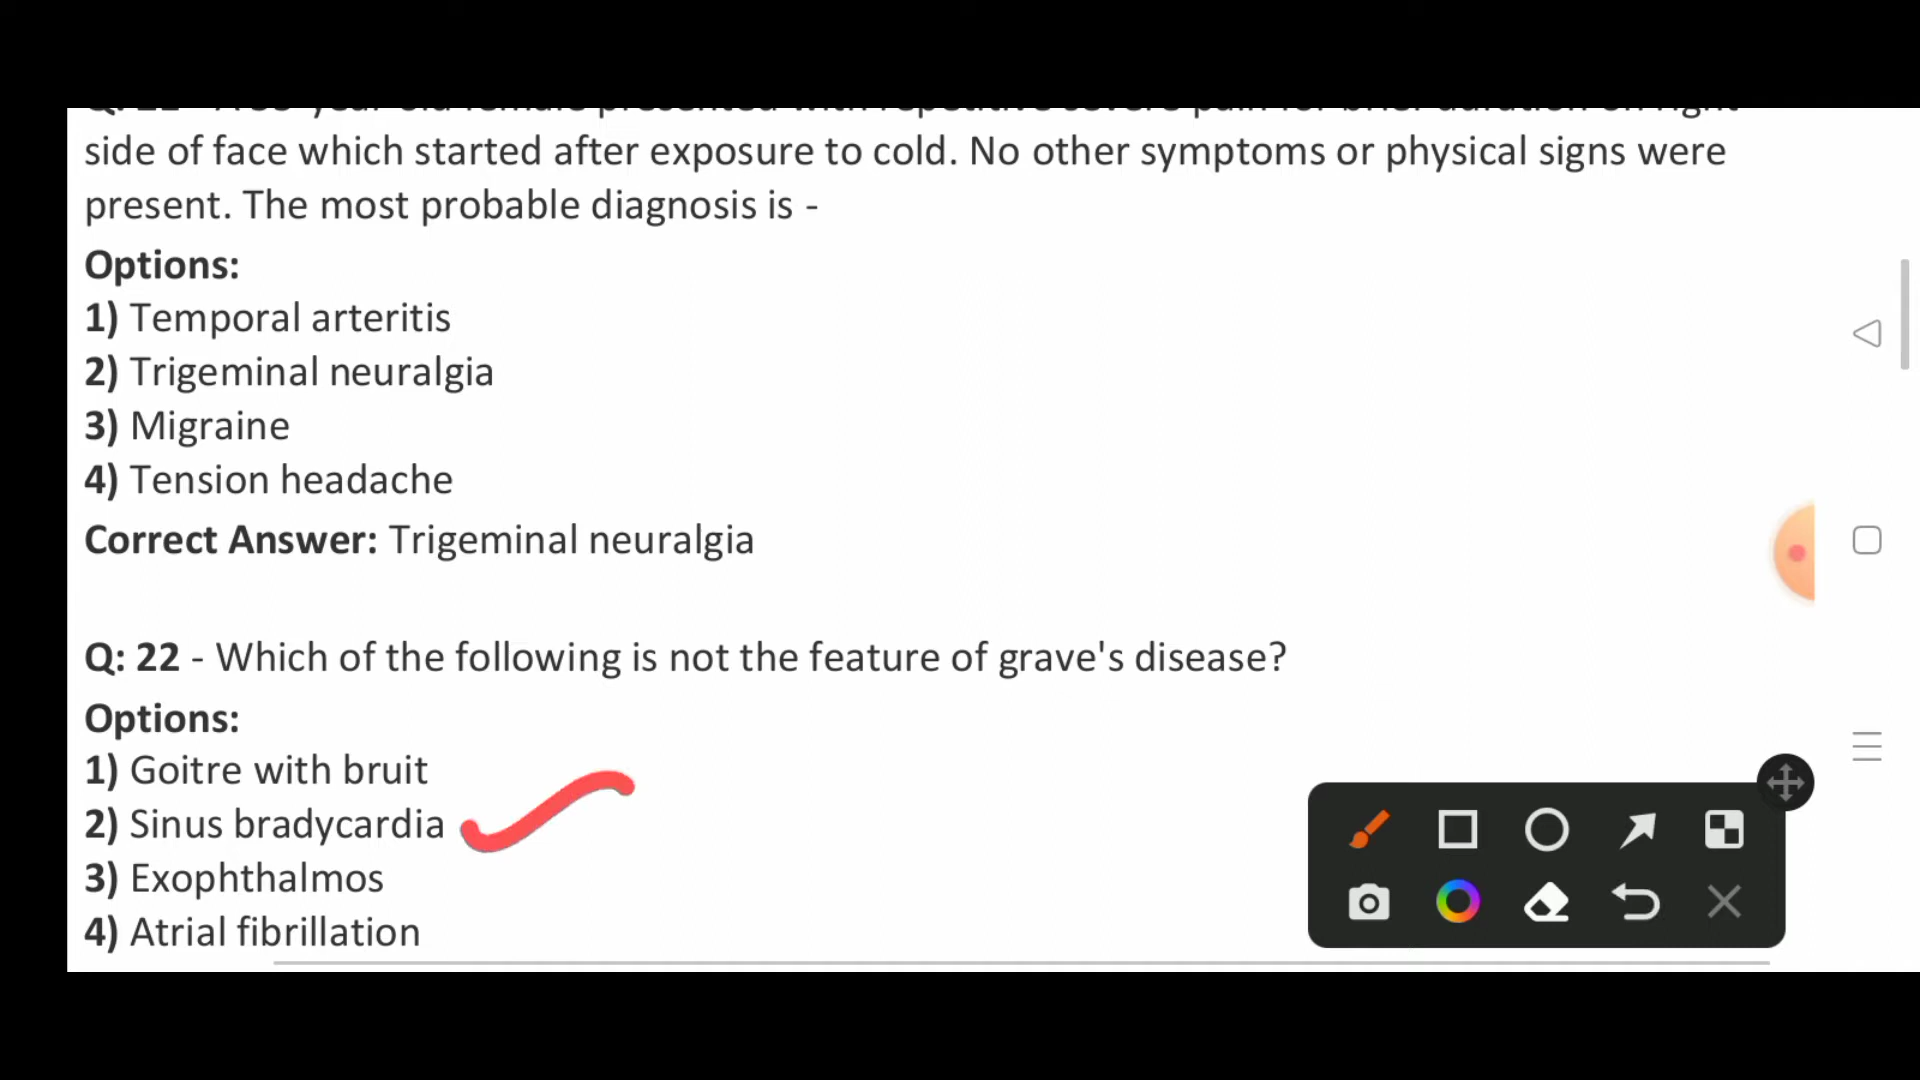 side of face which started after exposure to cold. No other symptoms or physical signs were
present. The most probable diagnosis is -
Options:
1) Temporal arteritis
2) Trigeminal neuralgia
3) Migraine
4) Tension headache
Correct Answer: Trigeminal neuralgia
Q: 22 - Which of the following is not the feature of grave's disease?
Options:
1) Goitre with bruit
2) Sinus bradycardia
3) Exophthalmos
4) Atrial fibrillation